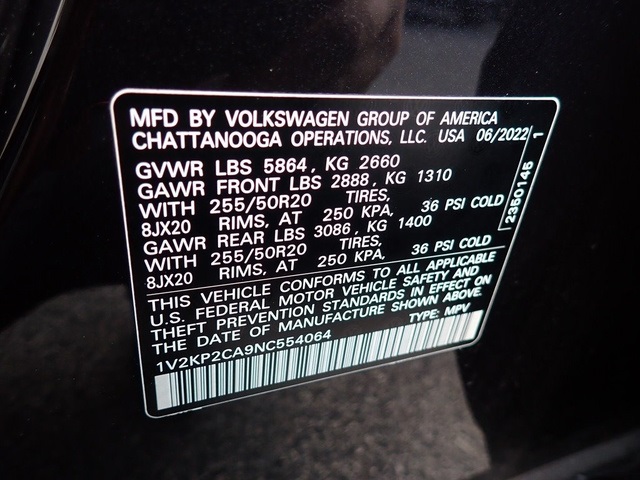 MFD BY VOLKSWAGEN GROUP OF AMERICA
CHATTANOOGA OPERATIONS, LLC. USA 06/2022
GVWR LBS 5864, KG 2660
GAWR FRONT LBS 2888, KG 1310
WITH 255/50R20 TIRES,
8JX20 RIMS, AT 250 KPA, 36 PSI COLD
GAWR REAR LBS 3086, KG 1400
WITH 255/50R20 TIRES,
8JX20 RIMS, AT 250 KPA, 36 PSI COLD
THIS VEHICLE CONFORMS TO ALL APPLICABLE
U.S. FEDERAL MOTOR VEHICLE SAFETY AND
THEFT PREVENTION STANDARDS IN EFFECT ON
THE DATE OF MANUFACTURE SHOWN ABOVE.
1V2KP2CA9NC554064 TYPE: MPV
2350145 1